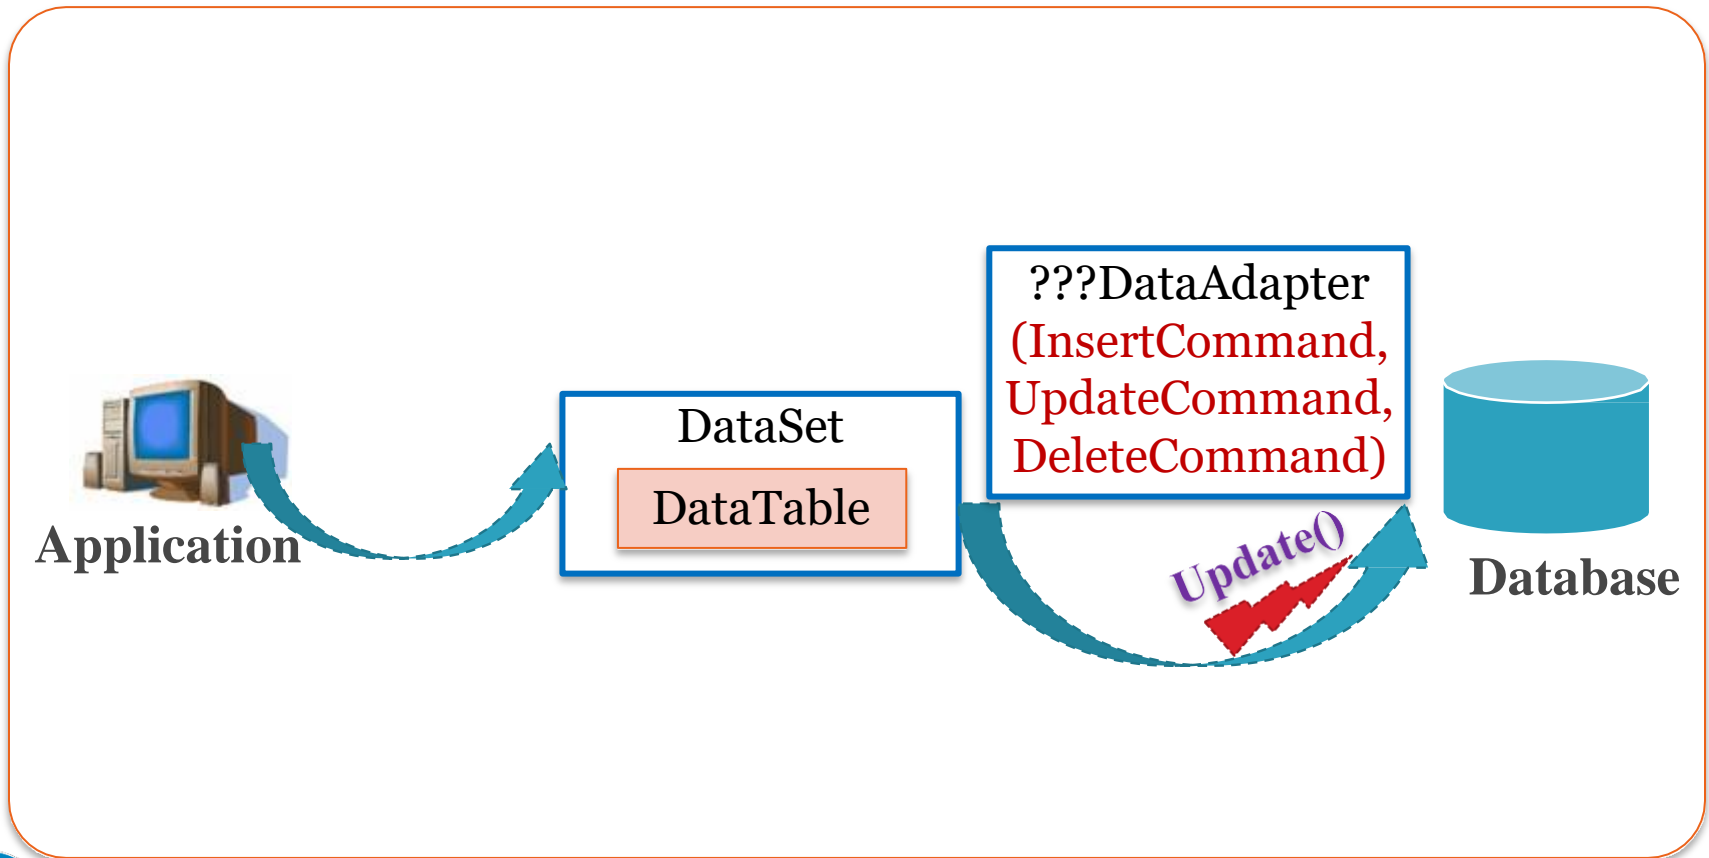 ???DataAdapter
(InsertCommand,
UpdateCommand,
DeleteCommand)
DataSet
DataTable
Update()
Application
Database